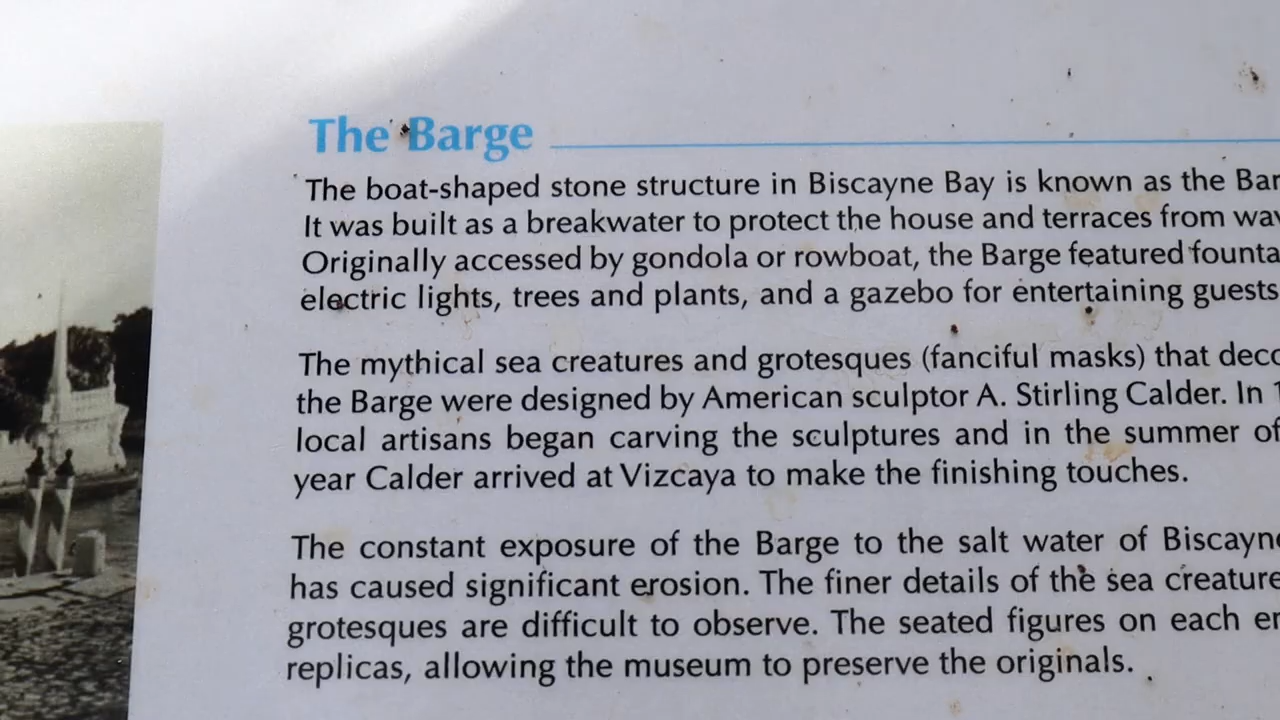 The Barge
The boat-shaped stone structure in Biscayne Bay is known as the Bar
It was built as a breakwater to protect the house and terraces from wav
Originally accessed by gondola or rowboat, the Barge featured founta
electric lights, trees and plants, and a gazebo for entertaining guests
The mythical sea creatures and grotesques (fanciful masks) that deco
the Barge were designed by American sculptor A. Stirling Calder. In 1
local artisans began carving the sculptures and in the summer of
year Calder arrived at Vizcaya to make the finishing touches.
The constant exposure of the Barge to the salt water of Biscayne
has caused significant erosion. The finer details of the sea creature
grotesques are difficult to observe. The seated figures on each en
replicas, allowing the museum to preserve the originals.